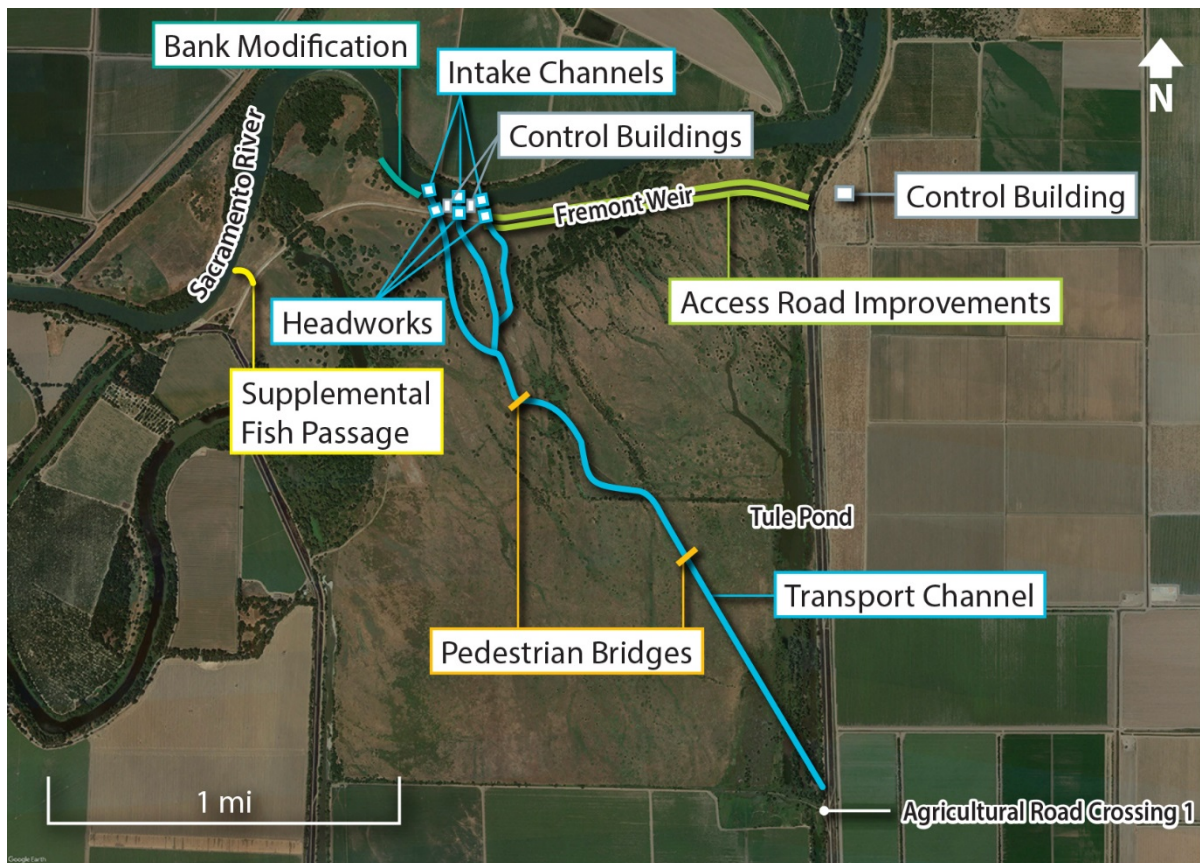 Bank Modification
Intake Channels
N
Control Buildings
Sacramento River
Control Building
Fremont Weir
Access Road Improvements
Headworks
Supplemental
Fish Passage
Tule Pond
Transport Channel
Pedestrian Bridges
1 mi
Agricultural Road Crossing 1
Google Earth